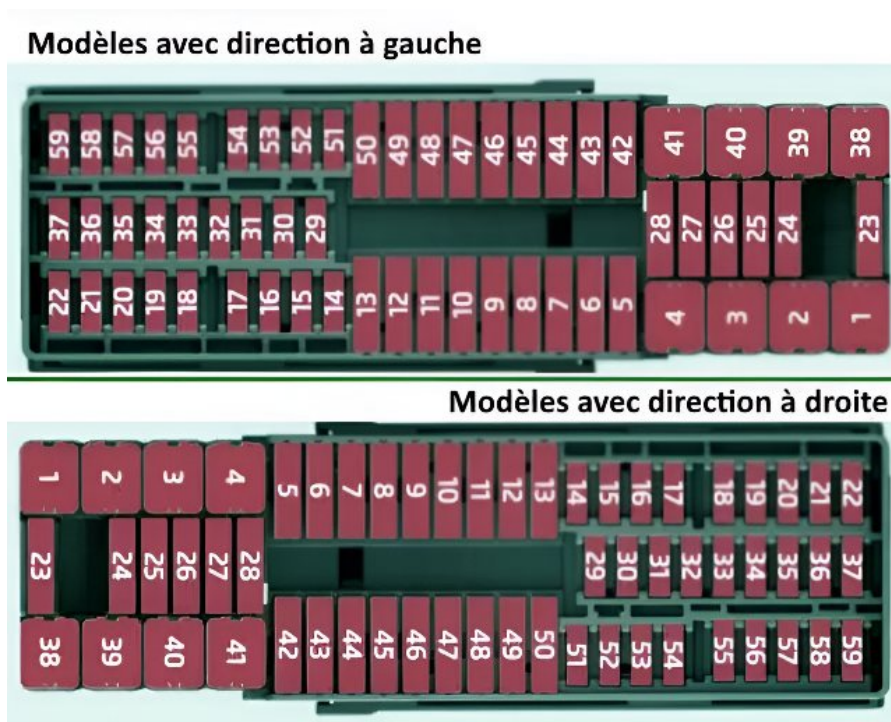 Modèles avec direction à gauche
59 58 57 56 55 54 53 52 51 50 49 48 47 46 45 44 43 42 41 40 39 38
37 36 35 34 33 32 31 30 29 28 27 26 25 24 23
22 21 20 19 18 17 16 15 14 13 12 11 10 9 8 7 6 5 4 3 2 1
Modèles avec direction à droite
1 2 3 4 5 6 7 8 9 10 11 12 13 14 15 16 17 18 19 20 21 22
23 24 25 26 27 28 29 30 31 32 33 34 35 36 37
38 39 40 41 42 43 44 45 46 47 48 49 50 51 52 53 54 55 56 57 58 59